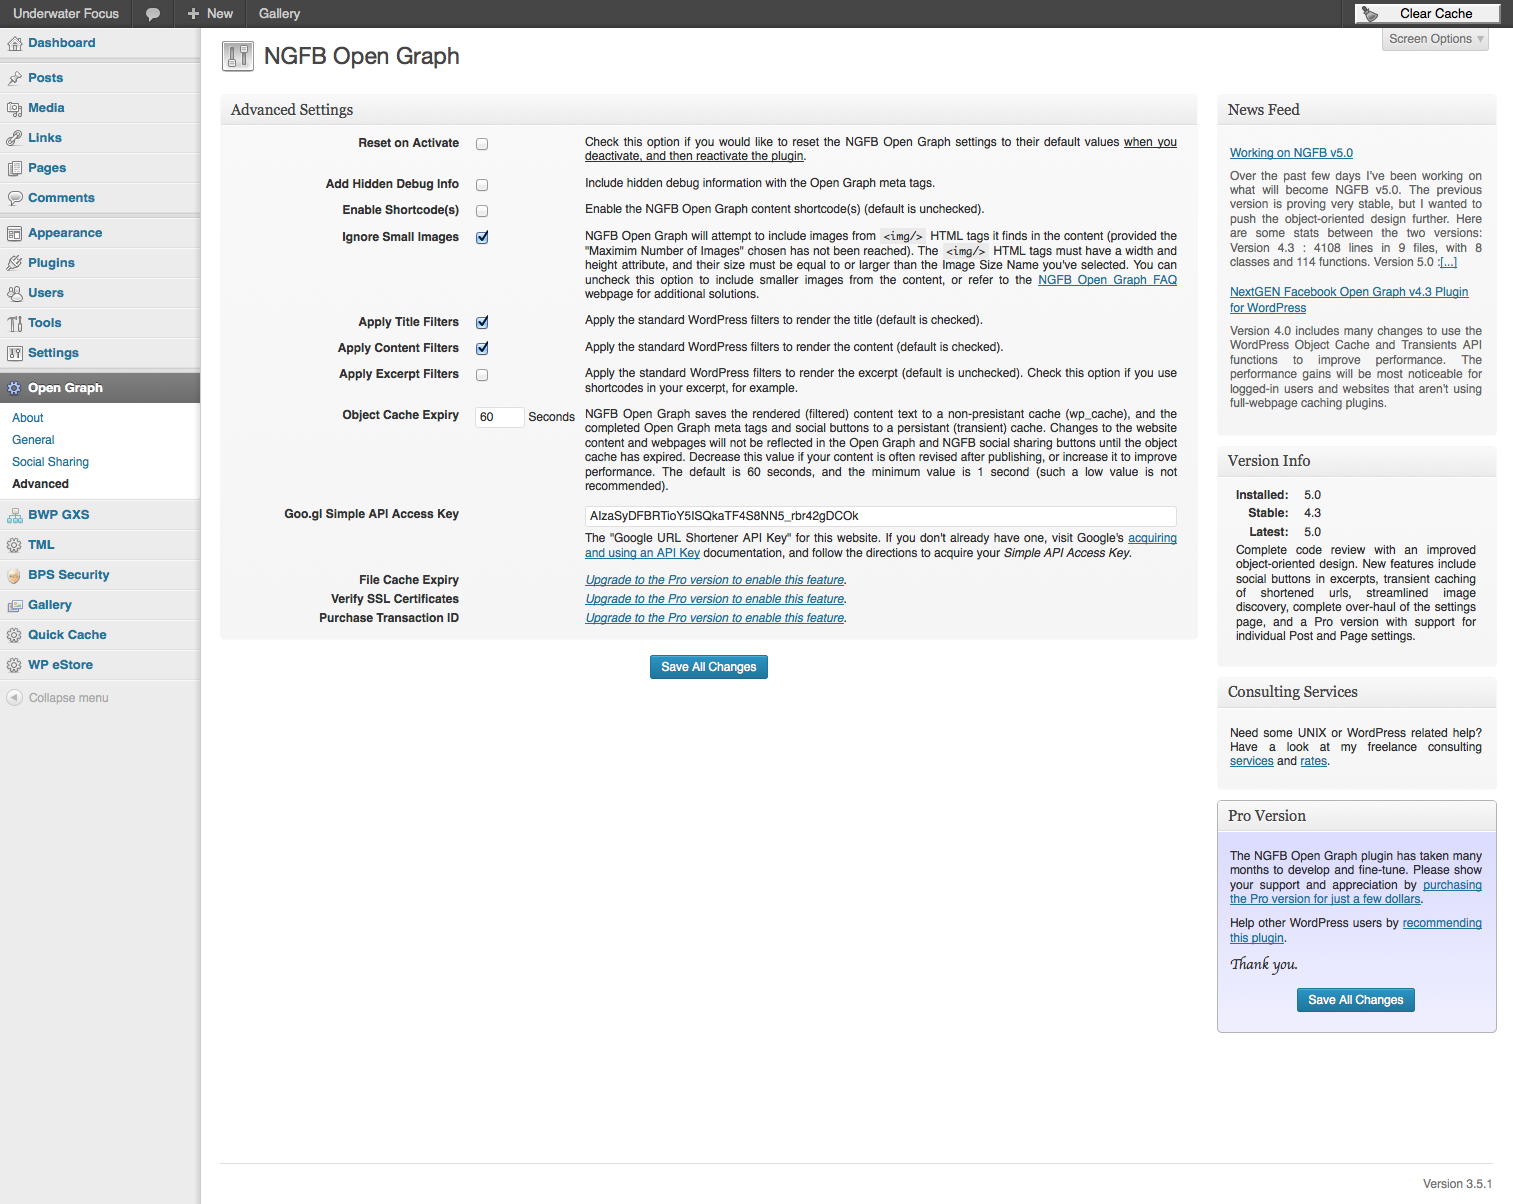 Underwater Focus
New
Gallery
Clear Cache
Screen Options
Dashboard
Posts
Media
Links
Pages
Comments
Appearance
Plugins
Users
Tools
Settings
Open Graph
About
General
Social Sharing
Advanced
BWP GXS
TML
BPS Security
Gallery
Quick Cache
WP eStore
Collapse menu
NGFB Open Graph
Advanced Settings
Reset on Activate
Check this option if you would like to reset the NGFB Open Graph settings to their default values when you
deactivate, and then reactivate the plugin.
Add Hidden Debug Info
Include hidden debug information with the Open Graph meta tags.
Enable Shortcode(s)
Enable the NGFB Open Graph content shortcode(s) (default is unchecked).
Ignore Small Images
NGFB Open Graph will attempt to include images from <img/> HTML tags it finds in the content (provided the
"Maximim Number of Images" chosen has not been reached). The <img/> HTML tags must have a width and
height attribute, and their size must be equal to or larger than the Image Size Name you've selected. You can
uncheck this option to include smaller images from the content, or refer to the NGFB Open Graph FAQ
webpage for additional solutions.
Apply Title Filters
Apply the standard WordPress filters to render the title (default is checked).
Apply Content Filters
Apply the standard WordPress filters to render the content (default is checked).
Apply Excerpt Filters
Apply the standard WordPress filters to render the excerpt (default is unchecked). Check this option if you use
shortcodes in your excerpt, for example.
Object Cache Expiry
60 Seconds
NGFB Open Graph saves the rendered (filtered) content text to a non-presistant cache (wp_cache), and the
completed Open Graph meta tags and social buttons to a persistant (transient) cache. Changes to the website
content and webpages will not be reflected in the Open Graph and NGFB social sharing buttons until the object
cache has expired. Decrease this value if your content is often revised after publishing, or increase it to improve
performance. The default is 60 seconds, and the minimum value is 1 second (such a low value is not
recommended).
Goo.gl Simple API Access Key
AIzaSyDFBRTioY5ISQkaTF4S8NN5_rbr42gDCOk
The "Google URL Shortener API Key" for this website. If you don't already have one, visit Google's acquiring
and using an API Key documentation, and follow the directions to acquire your Simple API Access Key.
File Cache Expiry
Upgrade to the Pro version to enable this feature.
Verify SSL Certificates
Upgrade to the Pro version to enable this feature.
Purchase Transaction ID
Upgrade to the Pro version to enable this feature.
Save All Changes
News Feed
Working on NGFB v5.0
Over the past few days I've been working on
what will become NGFB v5.0. The previous
version is proving very stable, but I wanted to
push the object-oriented design further. Here
are some stats between the two versions:
Version 4.3 : 4108 lines in 9 files, with 8
classes and 114 functions. Version 5.0 :[...]
NextGEN Facebook Open Graph v4.3 Plugin
for WordPress
Version 4.0 includes many changes to use the
WordPress Object Cache and Transients API
functions to improve performance. The
performance gains will be most noticeable for
logged-in users and websites that aren't using
full-webpage caching plugins.
Version Info
Installed: 5.0
Stable: 4.3
Latest: 5.0
Complete code review with an improved
object-oriented design. New features include
social buttons in excerpts, transient caching
of shortened urls, streamlined image
discovery, complete over-haul of the settings
page, and a Pro version with support for
individual Post and Page settings.
Consulting Services
Need some UNIX or WordPress related help?
Have a look at my freelance consulting
services and rates.
Pro Version
The NGFB Open Graph plugin has taken many
months to develop and fine-tune. Please show
your support and appreciation by purchasing
the Pro version for just a few dollars.
Help other WordPress users by recommending
this plugin.
Thank you.
Save All Changes
Version 3.5.1